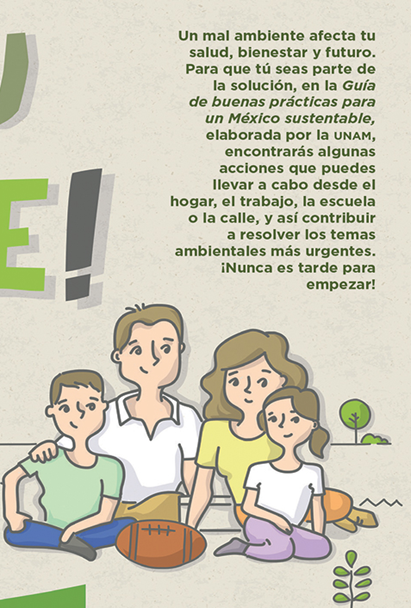 Un mal ambiente afecta tu
salud, bienestar y futuro.
Para que tú seas parte de
la solución, en la Guía
de buenas prácticas para
un México sustentable,
elaborada por la UNAM,
encontrarás algunas
acciones que puedes
llevar a cabo desde el
hogar, el trabajo, la escuela
o la calle, y así contribuir
a resolver los temas
ambientales más urgentes.
¡Nunca es tarde para
empezar!
E!